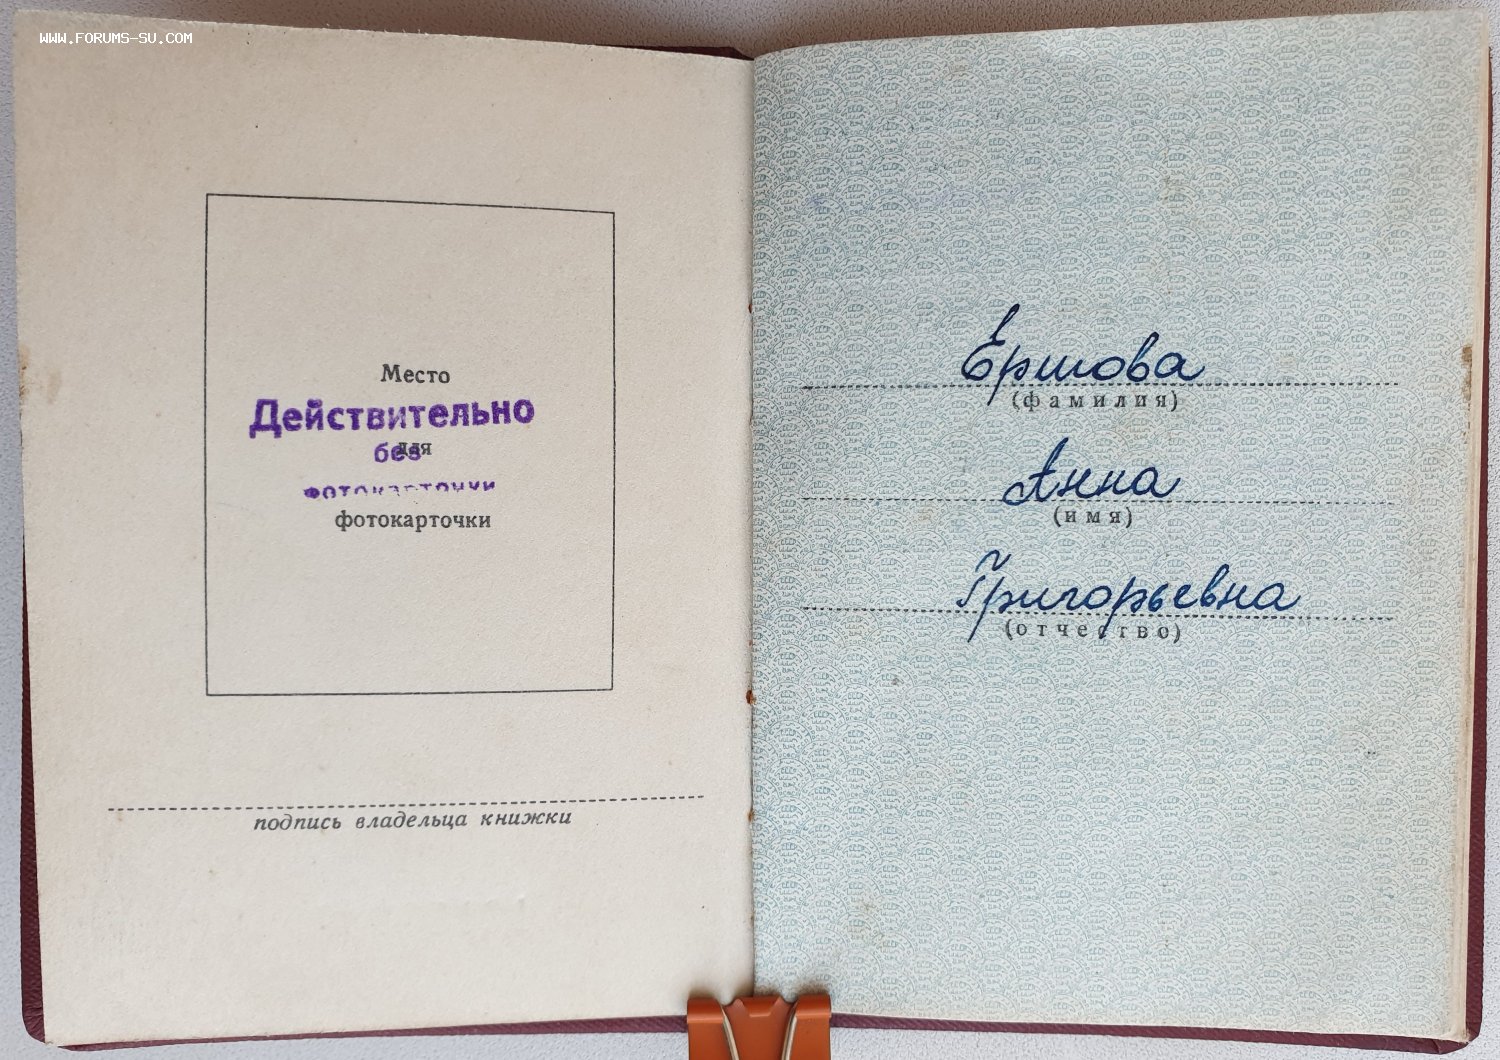 WWW.FORUMS-SU.COM
Место
Действительно
без
для
фотокарточки
фотокарточки
подпись владельца книжки
Ершова
(фамилия)
Анна
(имя)
Григорьевна
(отчество)